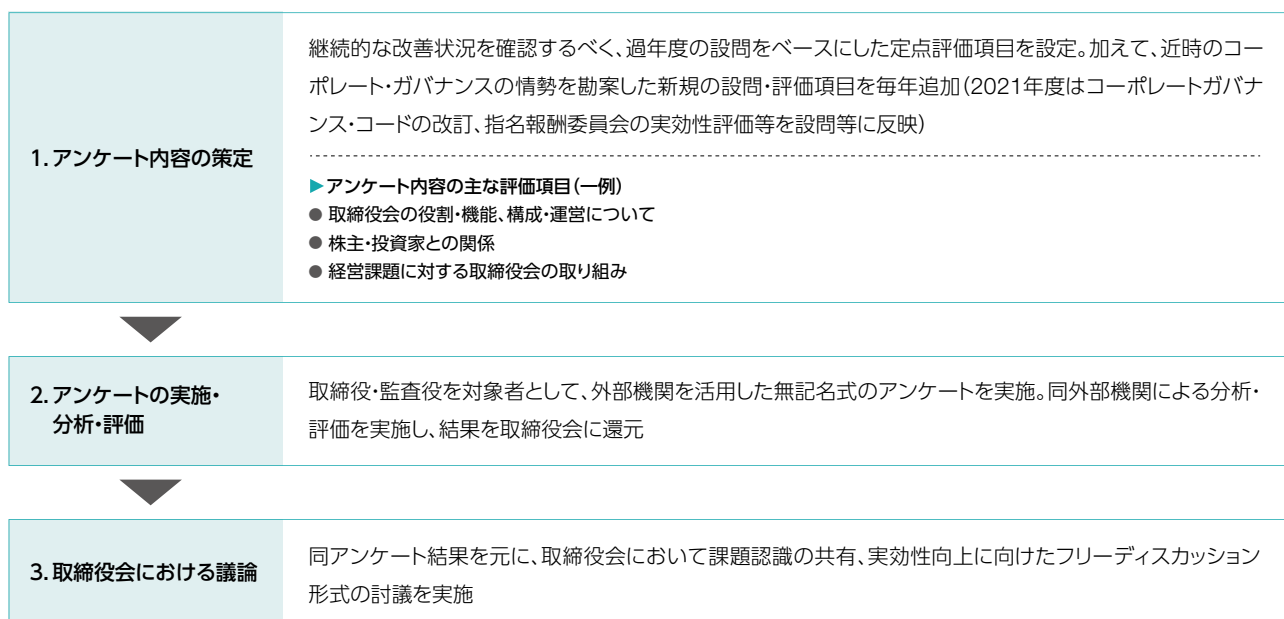 1. アンケート内容の策定
継続的な改善状況を確認するべく、過年度の設問をベースにした定点評価項目を設定。加えて、近時のコー
ポレート・ガバナンスの情勢を勘案した新規の設問・評価項目を毎年追加(2021年度はコーポレートガバナ
ンス・コードの改訂、指名報酬委員会の実効性評価等を設問等に反映)
▶アンケート内容の主な評価項目(一例)
● 取締役会の役割・機能、構成・運営について
● 株主・投資家との関係
● 経営課題に対する取締役会の取り組み
2. アンケートの実施・
分析・評価
取締役・監査役を対象者として、外部機関を活用した無記名式のアンケートを実施。同外部機関による分析・
評価を実施し、結果を取締役会に還元
3. 取締役会における議論
同アンケート結果を元に、取締役会において課題認識の共有、実効性向上に向けたフリーディスカッション
形式の討議を実施